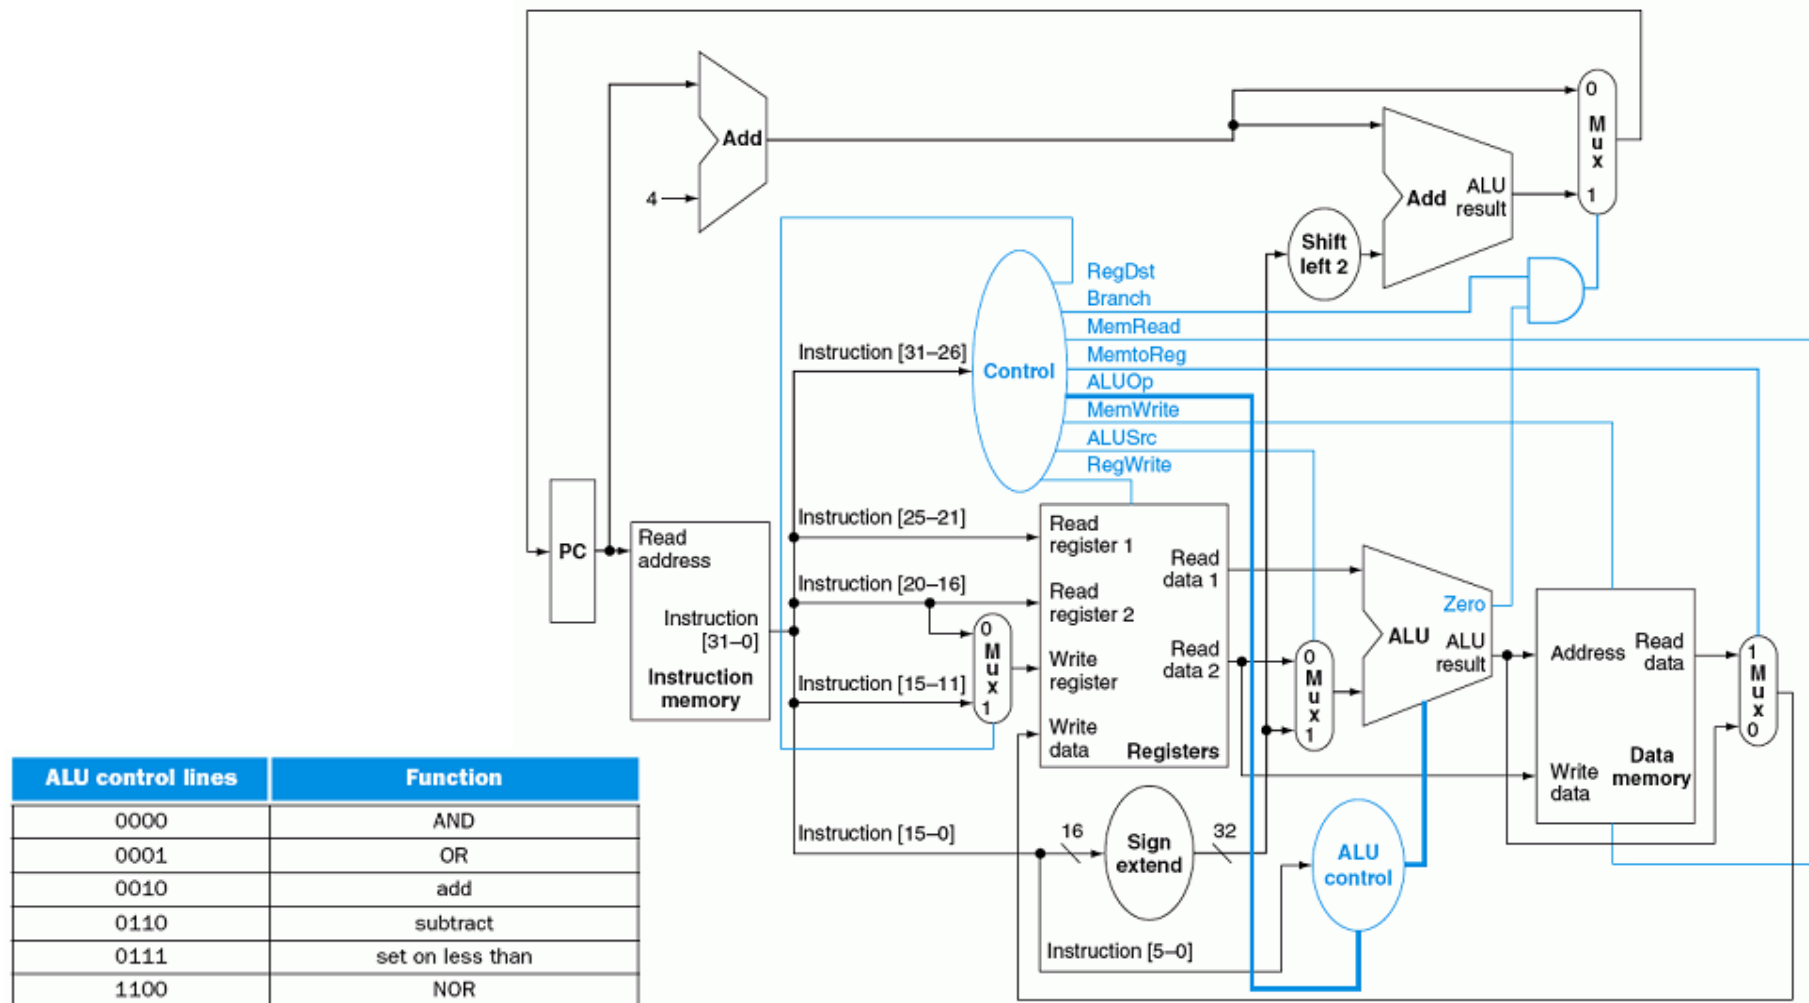 Add
4
0
M
u
x
1
Add
ALU
result
Shift
left 2
RegDst
Branch
MemRead
MemtoReg
ALUOp
MemWrite
ALUSrc
RegWrite
Control
Instruction [31–26]
Instruction [25–21]
Instruction [20–16]
Instruction [15–11]
Instruction [15–0]
Instruction [5–0]
PC
Read
address
Instruction
[31–0]
Instruction
memory
0
M
u
x
1
Read
register 1
Read
register 2
Write
register
Write
data
Read
data 1
Read
data 2
Registers
0
M
u
x
1
Zero
ALU
ALU
result
Address
Read
data
Write
data
Data
memory
1
M
u
x
0
16
Sign
extend
32
ALU
control
ALU control lines Function
0000 AND
0001 OR
0010 add
0110 subtract
0111 set on less than
1100 NOR